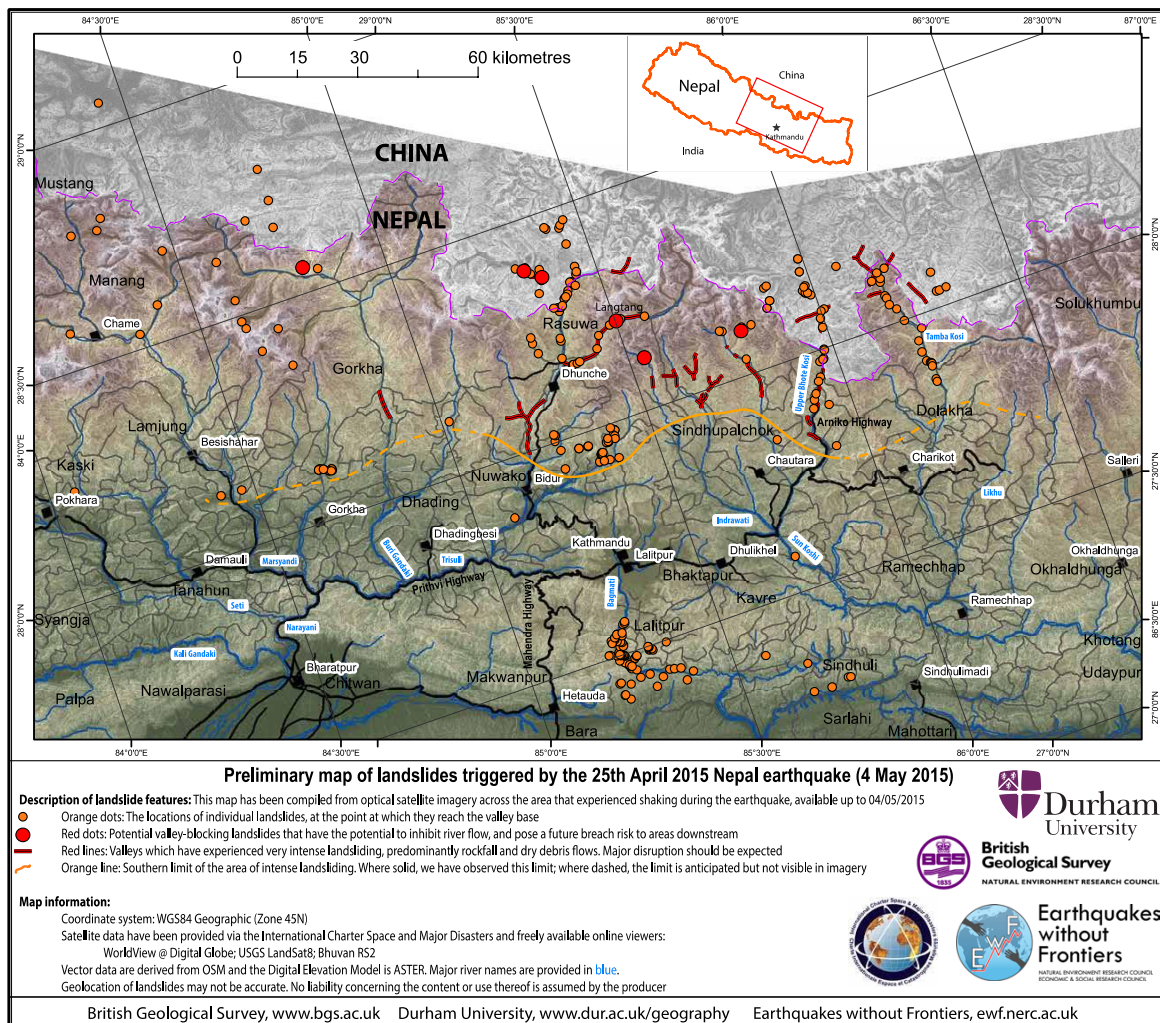 84°30'0"E
85°0'0"E
29°0'0"E
85°30'0"E
86°0'0"E
86°30'0"E
28°30'0"E
87°0'0"E
0 15 30 60 kilometres
Nepal
China
Kathmandu
India
CHINA
NEPAL
29°0'0"N
28°0'0"N
Mustang
Manang
Chame
Solukhumbu
Langtang
Rasuwa
Tamba Kosi
Gorkha
Dhunche
Upper Bhote Kosi
28°30'0"N
Dolakha
Lamjung
Besishahar
Sindhupalchok
Arniko Highway
84°0'0"E
Kaski
Chautara
Charikot
Salleri
27°30'0"N
Nuwakot
Bidur
Likhu
Pokhara
Gorkha
Dhading
Indrawati
Dhadingbesi
Kathmandu
Lalitpur
Dhulikhel
Sun Koshi
Buri Gandaki
Trisuli
Damauli
Marsyandi
Prithvi Highway
Bhaktapur
Ramechhap
Okhaldhunga
Okhaldhunga
Tanahun
Kavre
Seti
Bagmati
Ramechhap
Syangja
28°0'0"N
Narayani
Mahendra Highway
Lalitpur
86°30'0"E
Khotang
Kali Gandaki
Bharatpur
Chitwan
Makwanpur
Sindhuli
Sindhulimadi
Udaypur
Palpa
Nawalparasi
Hetauda
Bara
Sarlahi
Mahottari
27°0'0"N
84°0'0"E
84°30'0"E
85°0'0"E
85°30'0"E
86°0'0"E
27°0'0"N
Preliminary map of landslides triggered by the 25th April 2015 Nepal earthquake (4 May 2015)
Description of landslide features: This map has been compiled from optical satellite imagery across the area that experienced shaking during the earthquake, available up to 04/05/2015
Orange dots: The locations of individual landslides, at the point at which they reach the valley base
Red dots: Potential valley-blocking landslides that have the potential to inhibit river flow, and pose a future breach risk to areas downstream
Red lines: Valleys which have experienced very intense landsliding, predominantly rockfall and dry debris flows. Major disruption should be expected
Orange line: Southern limit of the area of intense landsliding. Where solid, we have observed this limit; where dashed, the limit is anticipated but not visible in imagery
Map information:
Coordinate system: WGS84 Geographic (Zone 45N)
Satellite data have been provided via the International Charter Space and Major Disasters and freely available online viewers:
WorldView @ Digital Globe; USGS LandSat8; Bhuvan RS2
Vector data are derived from OSM and the Digital Elevation Model is ASTER. Major river names are provided in blue.
Geolocation of landslides may not be accurate. No liability concerning the content or use thereof is assumed by the producer
Durham
University
BGS
1835
British
Geological Survey
NATURAL ENVIRONMENT RESEARCH COUNCIL
EWF
Earthquakes
without
Frontiers
NATURAL ENVIRONMENT RESEARCH COUNCIL
ECONOMIC & SOCIAL RESEARCH COUNCIL
British Geological Survey, www.bgs.ac.uk Durham University, www.dur.ac.uk/geography Earthquakes without Frontiers, ewf.nerc.ac.uk